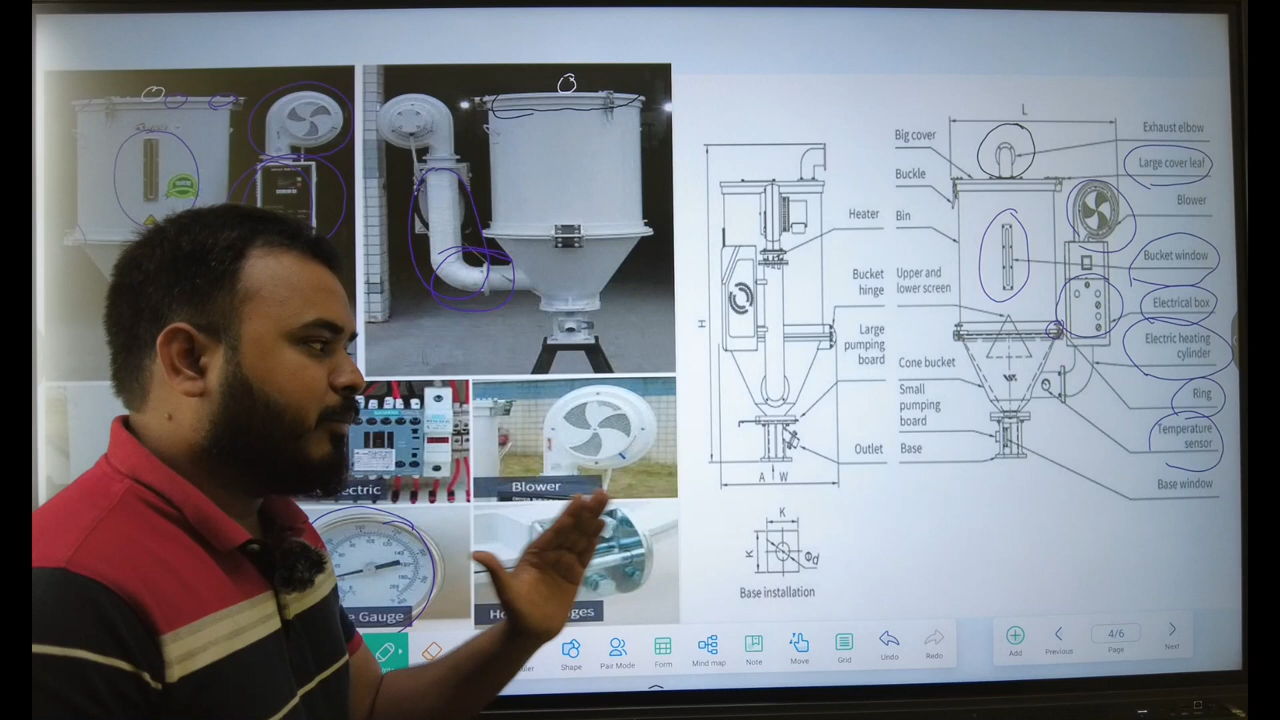 L
Big cover
Exhaust elbow
Large cover leaf
Buckle
Blower
Heater
Bin
Bucket window
Bucket
hinge
Upper and
lower screen
Electrical box
H
Large
pumping
board
Electric heating
cylinder
Cone bucket
Small
pumping
board
Ring
Temperature
sensor
Outlet
Base
Base window
A
W
K
K
Φd
Base installation
Blower
Gauge
Shape
Pair Mode
Form
Mind map
Note
Move
Grid
Undo
Redo
Add
Previous
4/6
Page
Next